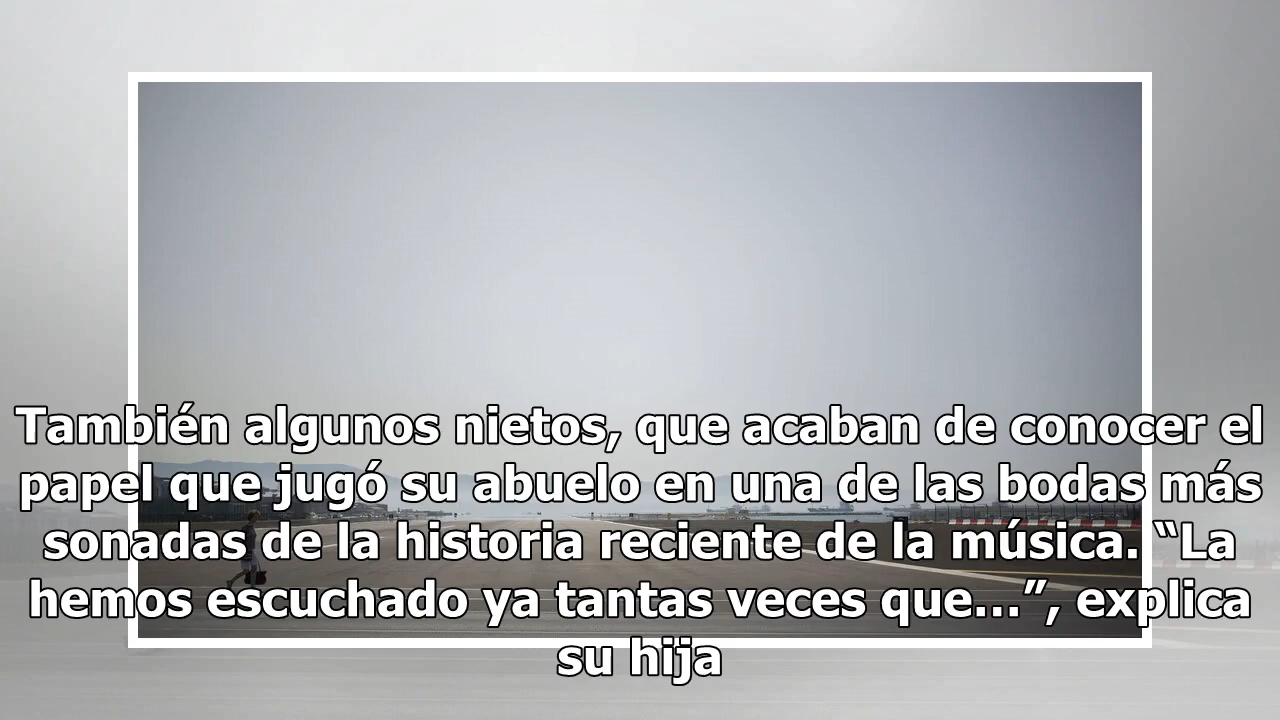 También algunos nietos, que acaban de conocer el
papel que jugó su abuelo en una de las bodas más
sonadas de la historia reciente de la música. “La
hemos escuchado ya tantas veces que…”, explica
su hija